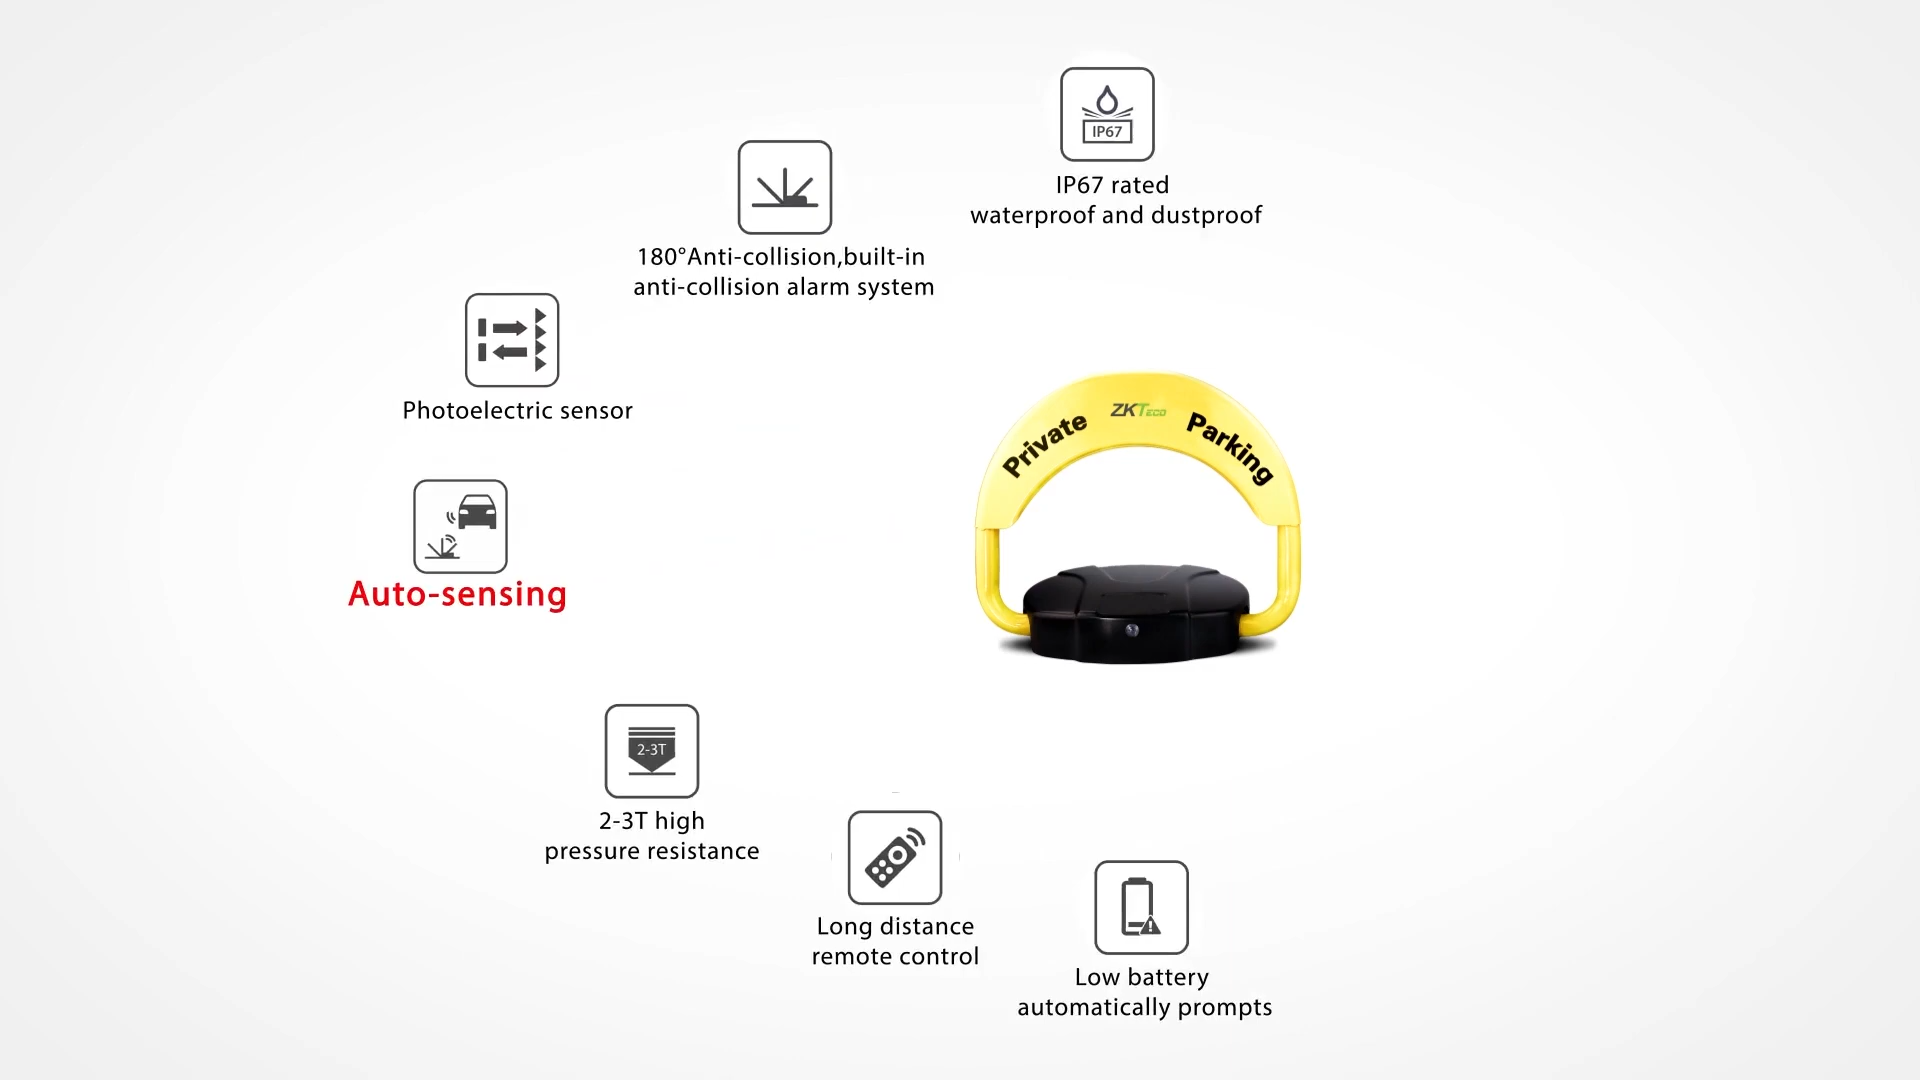 IP67
IP67 rated
waterproof and dustproof
180°Anti-collision,built-in
anti-collision alarm system
Photoelectric sensor
Private ZKTECO Parking
Auto-sensing
2-3T
2-3T high
pressure resistance
Long distance
remote control
Low battery
automatically prompts